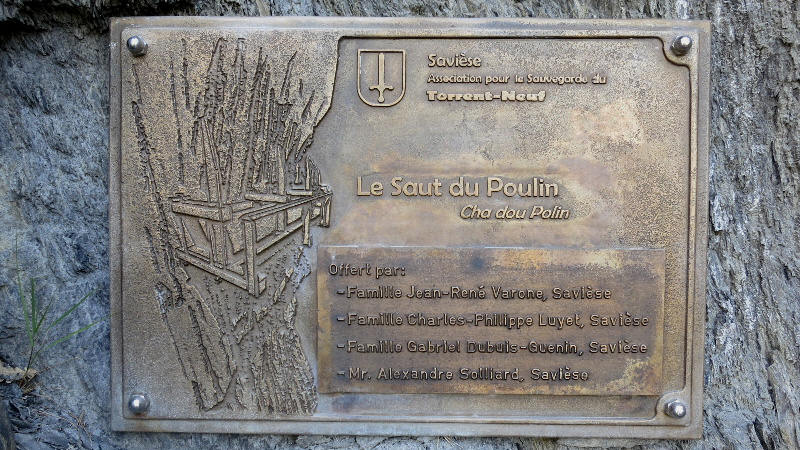 Savièse
Association pour la Sauvegarde du
Torrent-Neuf
Le Saut du Poulin
Cha dou Polin
Offert par:
-Famille Jean-René Varone, Savièse
-Famille Charles-Philippe Luyet, Savièse
-Famille Gabriel Dubuis-Guenin, Savièse
-Mr. Alexandre Solliard, Savièse